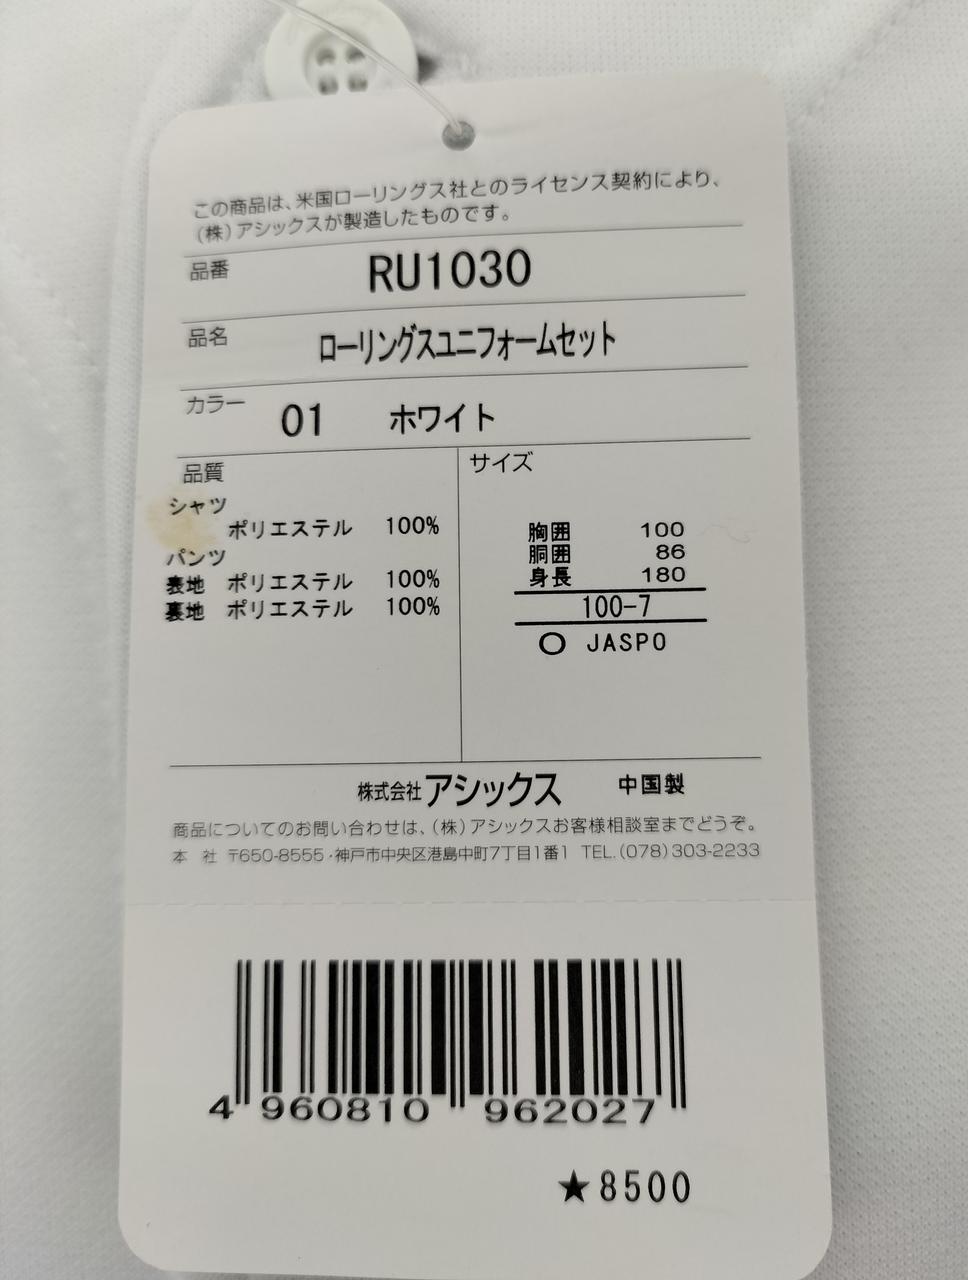 この商品は、米国ローリングス社とのライセンス契約により、
(株)アシックスが製造したものです。
品番 RU1030
品名 ローリングスユニフォームセット
カラー 01 ホワイト
品質
シャツ
ポリエステル 100%
パンツ
表地 ポリエステル 100%
裏地 ポリエステル 100%
サイズ
胸囲 100
胴囲 86
身長 180
100-7
○ JASPO
株式会社アシックス 中国製
商品についてのお問い合わせは、(株)アシックスお客様相談室までどうぞ。
本 社 〒650-8555・神戸市中央区港島中町7丁目1番1 TEL.(078)303-2233
4 960810 962027
★8500